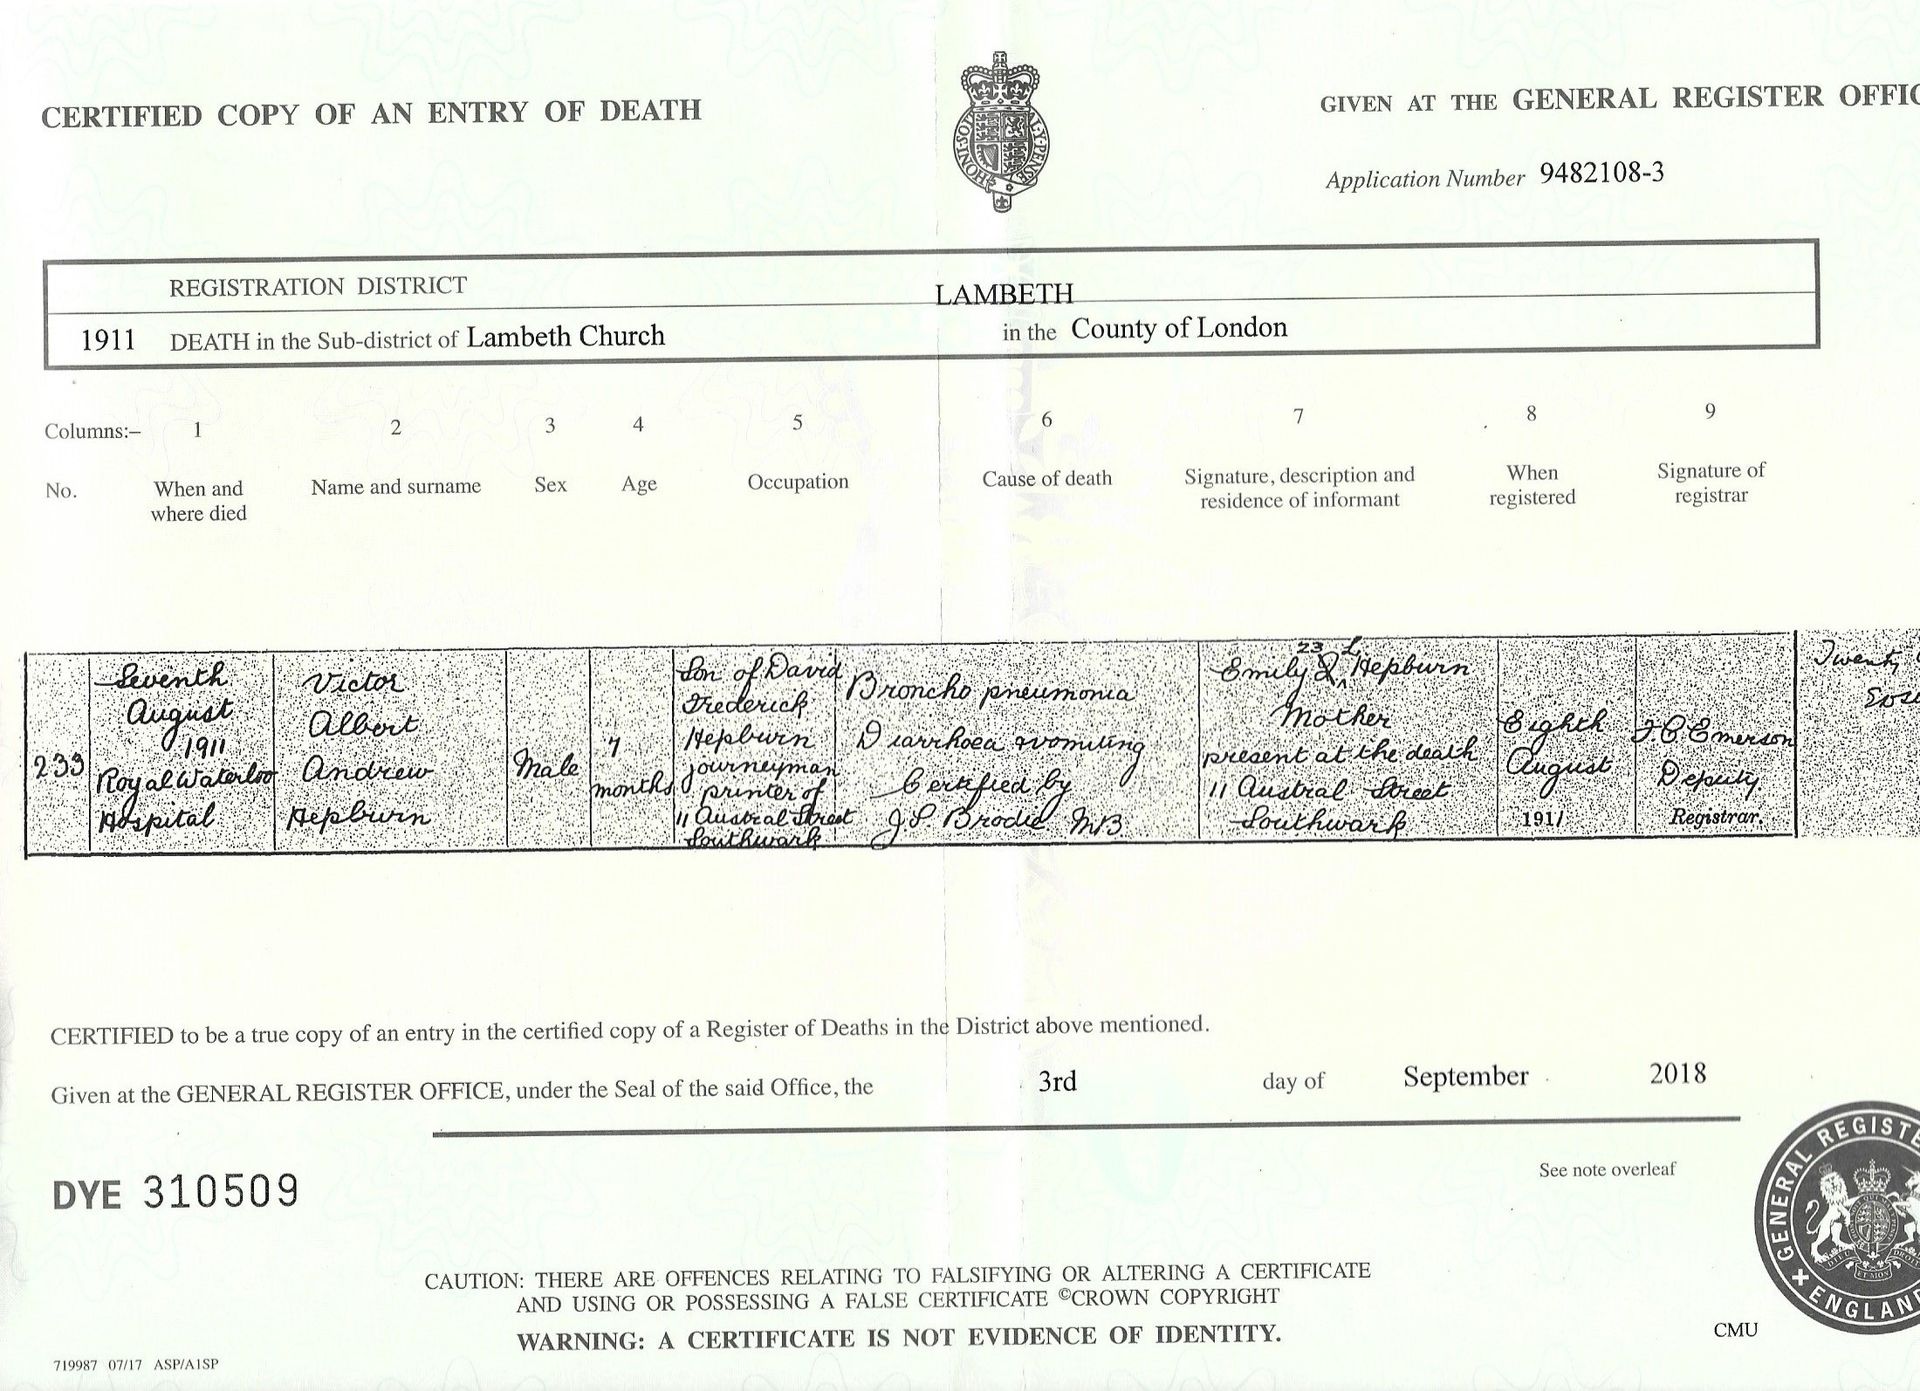 CERTIFIED COPY OF AN ENTRY OF DEATH
GIVEN AT THE GENERAL REGISTER OFFIC
Application Number 9482108-3
REGISTRATION DISTRICT LAMBETH
1911 DEATH in the Sub-district of Lambeth Church in the County of London
Columns:– 1 2 3 4 5 6 7 8 9
No.
When and
where died
Name and surname
Sex
Age
Occupation
Cause of death
Signature, description and
residence of informant
When
registered
Signature of
registrar
233
Seventh
August
1911
Royal Waterloo
Hospital
Victor
Albert
Andrew
Hepburn
Male
7
months
Son of David
Frederick
Hepburn
journeyman
printer of
11 Austral Street
Southwark
Broncho pneumonia
Diarrhoea & vomiting
Certified by
J.S. Brodie MB
23 L
Emily Hepburn
Mother
present at the death
11 Austral Street
Southwark
Eighth
August
1911
Emerson
Deputy
Registrar.
Twenty
CERTIFIED to be a true copy of an entry in the certified copy of a Register of Deaths in the District above mentioned.
Given at the GENERAL REGISTER OFFICE, under the Seal of the said Office, the 3rd day of September 2018
See note overleaf
DYE 310509
GENERAL REGISTE
ENGLAND
CAUTION: THERE ARE OFFENCES RELATING TO FALSIFYING OR ALTERING A CERTIFICATE
AND USING OR POSSESSING A FALSE CERTIFICATE ©CROWN COPYRIGHT
WARNING: A CERTIFICATE IS NOT EVIDENCE OF IDENTITY.
CMU
719987 07/17 ASP/A1SP